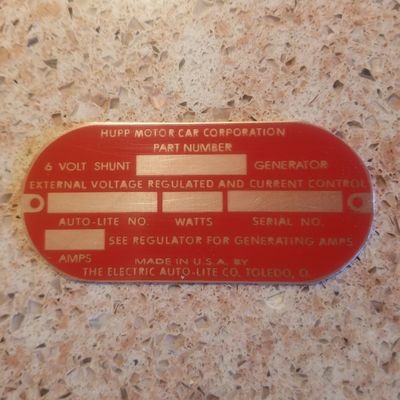 HUPP MOTOR CAR CORPORATION
PART NUMBER
6 VOLT SHUNT GENERATOR
EXTERNAL VOLTAGE REGULATED AND CURRENT CONTROL
AUTO-LITE NO. WATTS SERIAL NO.
SEE REGULATOR FOR GENERATING AMPS
AMPS
MADE IN U.S.A. BY
THE ELECTRIC AUTO-LITE CO. TOLEDO, O.